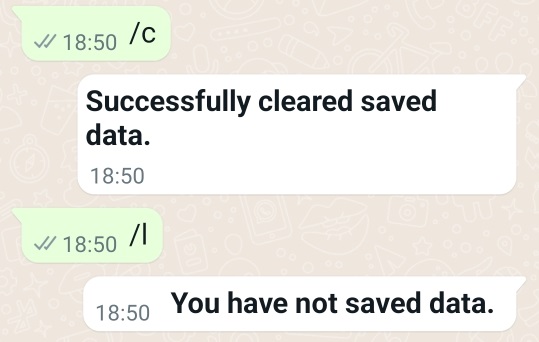 /c
18:50
Successfully cleared saved
data.
18:50
/l
18:50
You have not saved data.
18:50